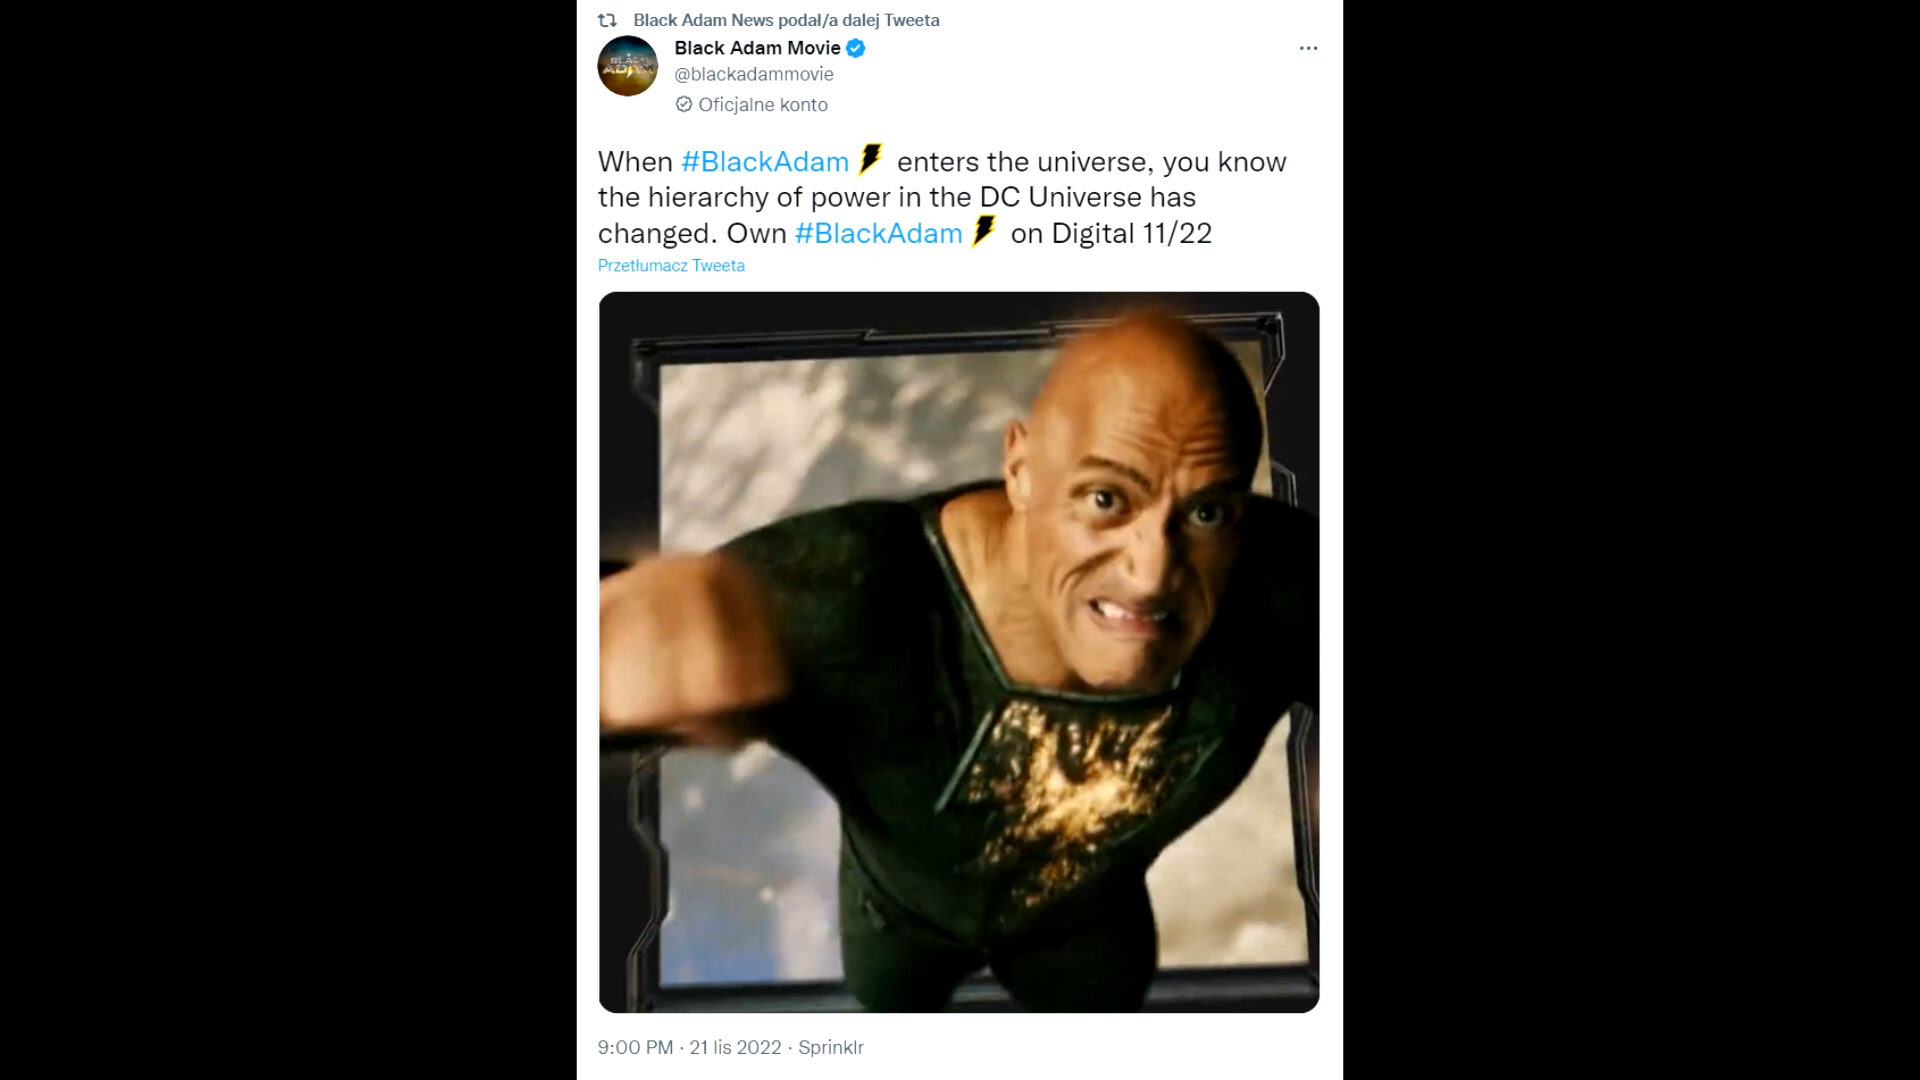 Black Adam News podał/a dalej Tweeta
Black Adam Movie
@blackadammovie
Oficjalne konto
BLACK
ADAM
When #BlackAdam enters the universe, you know
the hierarchy of power in the DC Universe has
changed. Own #BlackAdam on Digital 11/22
Przetłumacz Tweeta
9:00 PM · 21 lis 2022 · Sprinklr